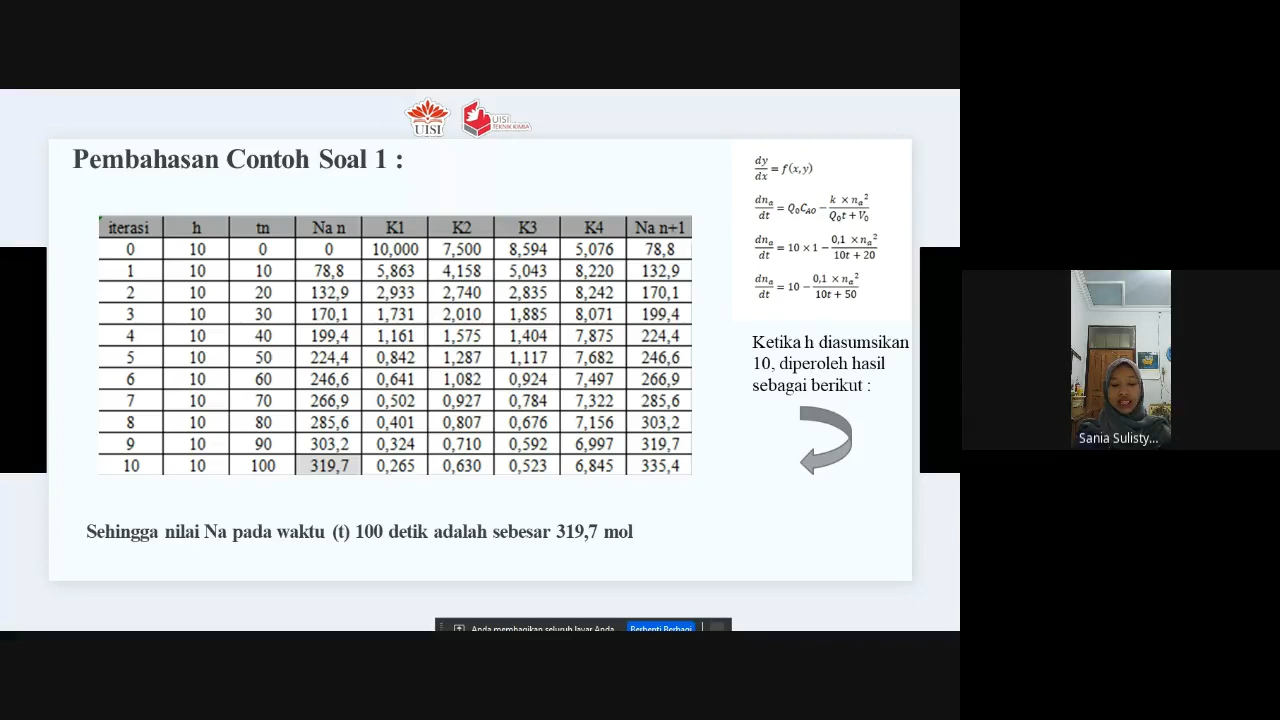 UISI
UISI
TEKNIK KIMIA
Pembahasan Contoh Soal 1 :
iterasi h tn Na n K1 K2 K3 K4 Na n+1
0 10 0 0 10,000 7,500 8,594 5,076 78,8
1 10 10 78,8 5,863 4,158 5,043 8,220 132,9
2 10 20 132,9 2,933 2,740 2,835 8,242 170,1
3 10 30 170,1 1,731 2,010 1,885 8,071 199,4
4 10 40 199,4 1,161 1,575 1,404 7,875 224,4
5 10 50 224,4 0,842 1,287 1,117 7,682 246,6
6 10 60 246,6 0,641 1,082 0,924 7,497 266,9
7 10 70 266,9 0,502 0,927 0,784 7,322 285,6
8 10 80 285,6 0,401 0,807 0,676 7,156 303,2
9 10 90 303,2 0,324 0,710 0,592 6,997 319,7
10 10 100 319,7 0,265 0,630 0,523 6,845 335,4
dy/dx = f(x,y)
dnₐ/dt = Q₀C_A0 − k × nₐ²/Q₀t + V₀
dnₐ/dt = 10 × 1 − 0,1 × nₐ²/10t + 20
dnₐ/dt = 10 − 0,1 × nₐ²/10t + 50
Ketika h diasumsikan
10, diperoleh hasil
sebagai berikut :
Sehingga nilai Na pada waktu (t) 100 detik adalah sebesar 319,7 mol
Anda membagikan seluruh layar Anda Berhenti Berbagi
Sania Sulisty...